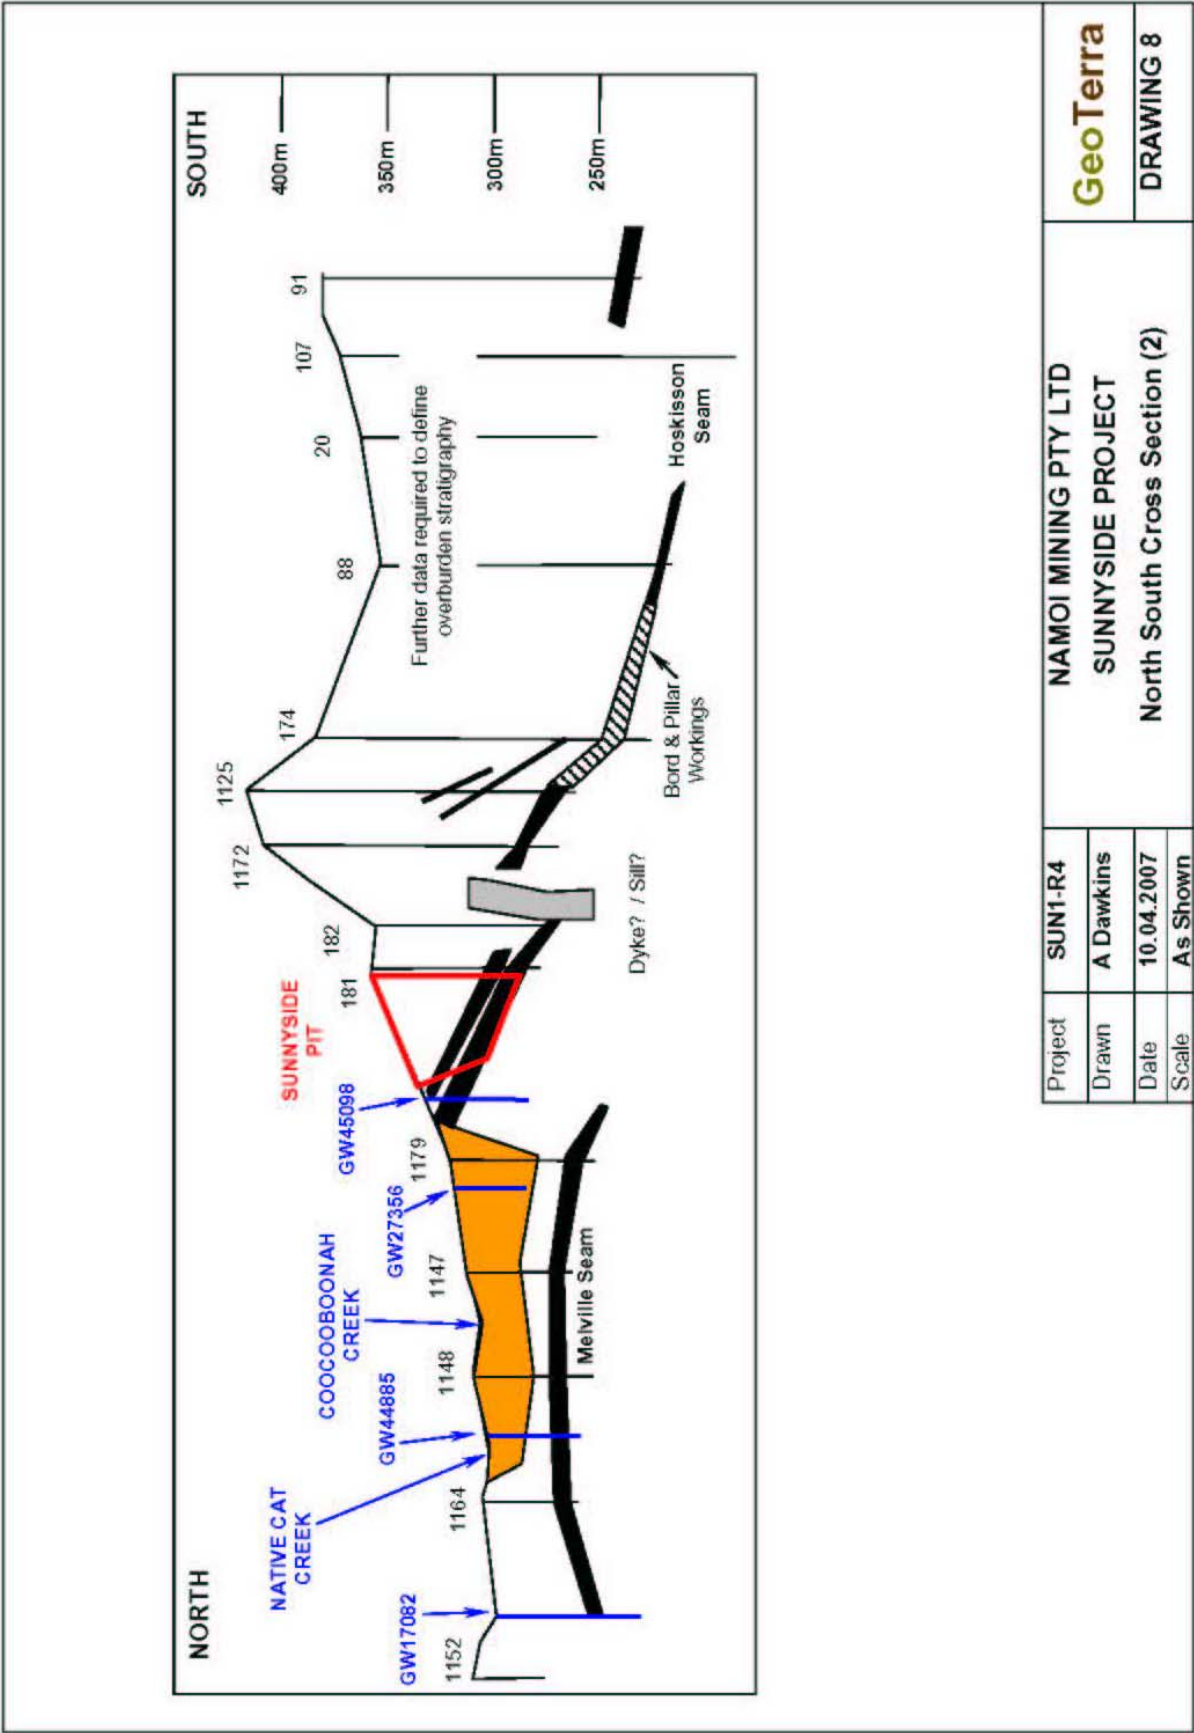 NORTH
SOUTH
400m
350m
300m
250m
1152
GW17082
NATIVE CAT
CREEK
1164
GW44885
COOCOOBOONAH
CREEK
1148
1147
GW27356
1179
GW45098
SUNNYSIDE
PIT
181
182
1172
1125
174
88
20
107
91
Further data required to define
overburden stratigraphy
Melville Seam
Dyke? / Sill?
Bord & Pillar
Workings
Hoskisson
Seam
Project SUN1-R4
Drawn A Dawkins
Date 10.04.2007
Scale As Shown
NAMOI MINING PTY LTD
SUNNYSIDE PROJECT
North South Cross Section (2)
GeoTerra
DRAWING 8